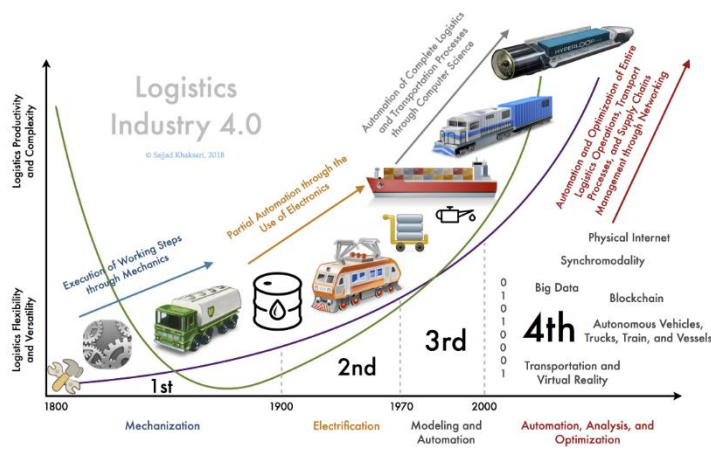 Logistics
Industry 4.0
© Sajjad Khaksari, 2018
Logistics Productivity
and Complexity
Logistics Flexibility
and Versatility
Execution of Working Steps
through Mechanics
Partial Automation through the
Use of Electronics
Automation of Complete Logistics
and Transportation Processes
through Computer Science
HYPERLOOP
Automation and Optimization of Entire
Logistics Operations, Transport
Processes, and Supply Chains
Management through Networking
Physical Internet
Synchromodality
Big Data
Blockchain
Autonomous Vehicles,
Trucks, Train, and Vessels
Transportation and
Virtual Reality
0
1
0
1
0
0
0
1
1st
2nd
3rd
4th
1800
1900
1970
2000
Mechanization
Electrification
Modeling and
Automation
Automation, Analysis, and
Optimization